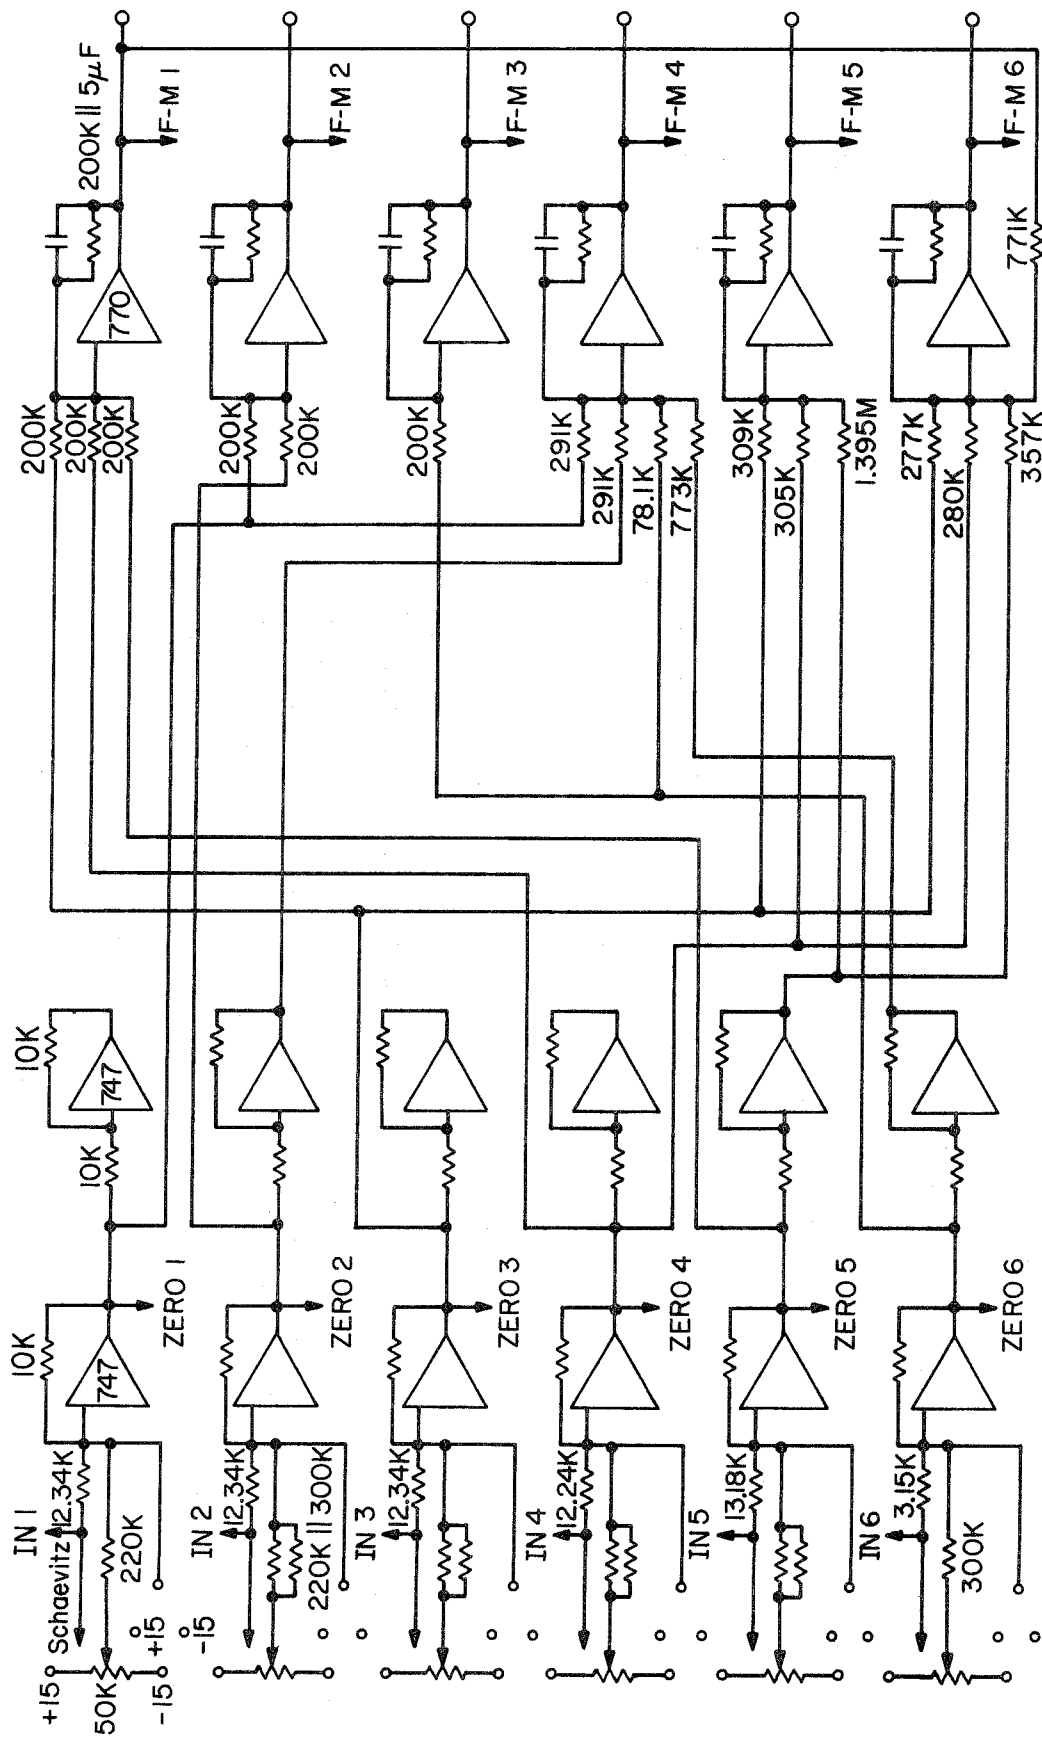 200K || 5µF
F-M 1
F-M 2
F-M 3
F-M 4
F-M 5
F-M 6
771K
770
200K
200K
200K
200K
200K
200K
291K
291K
78.1K
773K
309K
305K
1.395M
277K
280K
357K
10K
747
10K
10K
747
ZERO 1
ZERO 2
ZERO 3
ZERO 4
ZERO 5
ZERO 6
IN 1
12.34K
IN 2
12.34K
IN 3
12.34K
IN 4
12.24K
IN 5
13.18K
IN 6
3.15K
Schaevitz
220K
220K || 300K
300K
+15
50K
-15
+15
-15